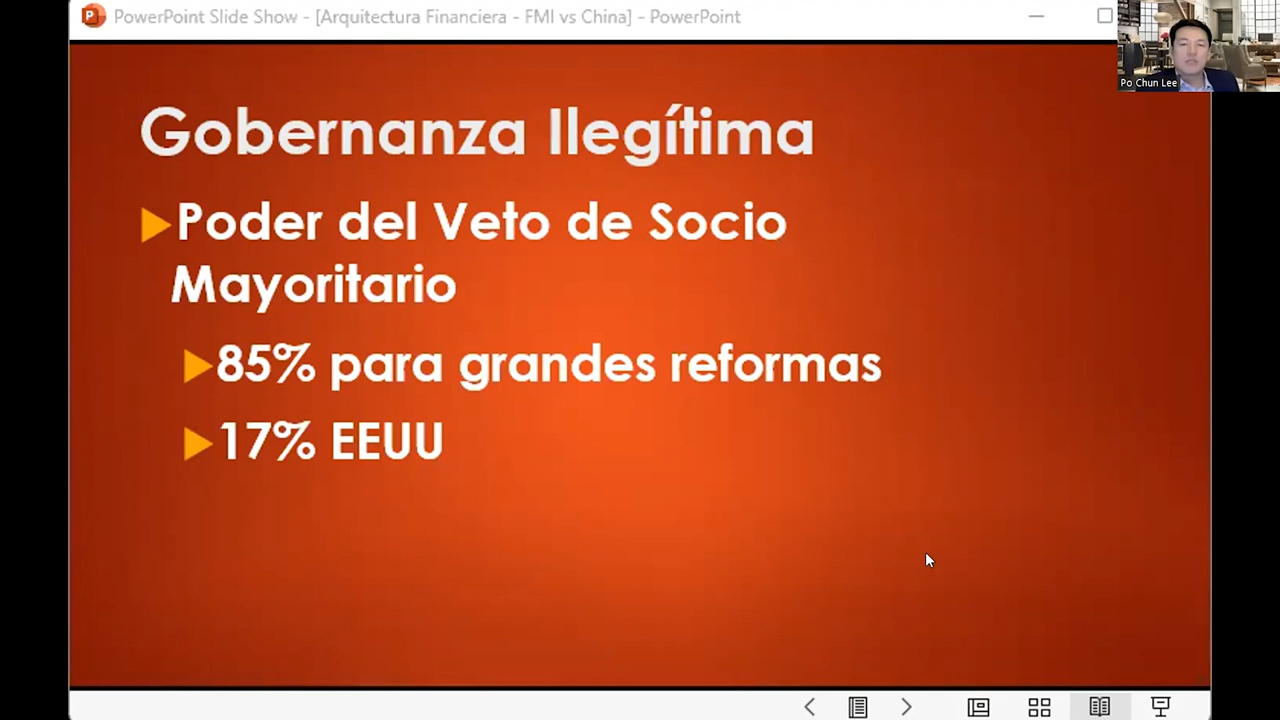 PowerPoint Slide Show - [Arquitectura Financiera - FMI vs China] - PowerPoint
Po Chun Lee
Gobernanza Ilegítima
Poder del Veto de Socio
Mayoritario
85% para grandes reformas
17% EEUU